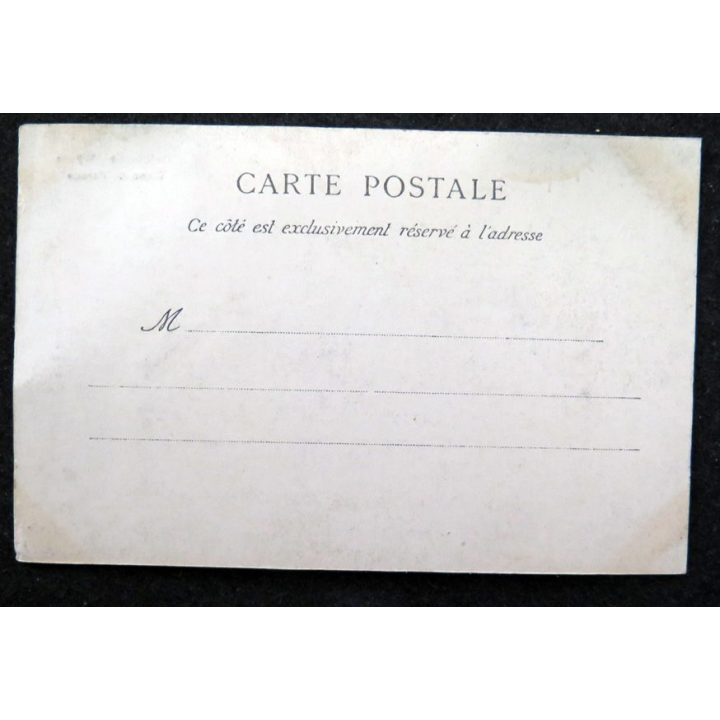 CARTE POSTALE
Ce côté est exclusivement réservé à l'adresse
M